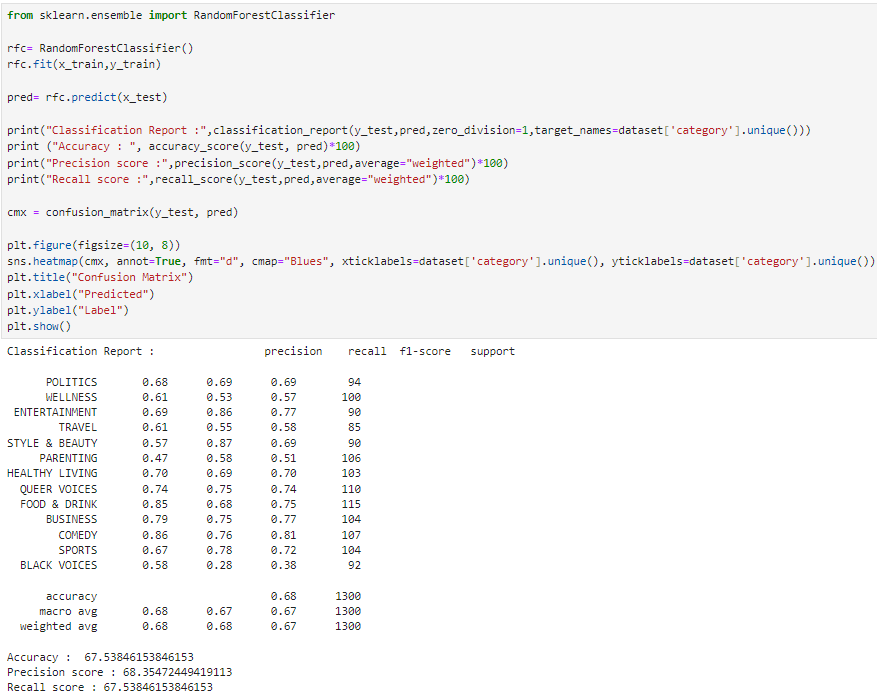 from sklearn.ensemble import RandomForestClassifier
rfc= RandomForestClassifier()
rfc.fit(x_train,y_train)
pred= rfc.predict(x_test)
print("Classification Report :",classification_report(y_test,pred,zero_division=1,target_names=dataset['category'].unique()))
print ("Accuracy : ", accuracy_score(y_test, pred)*100)
print("Precision score :",precision_score(y_test,pred,average="weighted")*100)
print("Recall score :",recall_score(y_test,pred,average="weighted")*100)
cmx = confusion_matrix(y_test, pred)
plt.figure(figsize=(10, 8))
sns.heatmap(cmx, annot=True, fmt="d", cmap="Blues", xticklabels=dataset['category'].unique(), yticklabels=dataset['category'].unique())
plt.title("Confusion Matrix")
plt.xlabel("Predicted")
plt.ylabel("Label")
plt.show()
Classification Report :                 precision    recall  f1-score   support
POLITICS       0.68      0.69      0.69        94
WELLNESS       0.61      0.53      0.57       100
ENTERTAINMENT       0.69      0.86      0.77        90
TRAVEL       0.61      0.55      0.58        85
STYLE & BEAUTY       0.57      0.87      0.69        90
PARENTING       0.47      0.58      0.51       106
HEALTHY LIVING       0.70      0.69      0.70       103
QUEER VOICES       0.74      0.75      0.74       110
FOOD & DRINK       0.85      0.68      0.75       115
BUSINESS       0.79      0.75      0.77       104
COMEDY       0.86      0.76      0.81       107
SPORTS       0.67      0.78      0.72       104
BLACK VOICES       0.58      0.28      0.38        92
accuracy                           0.68      1300
macro avg       0.68      0.67      0.67      1300
weighted avg       0.68      0.68      0.67      1300
Accuracy :  67.53846153846153
Precision score : 68.35472449419113
Recall score : 67.53846153846153